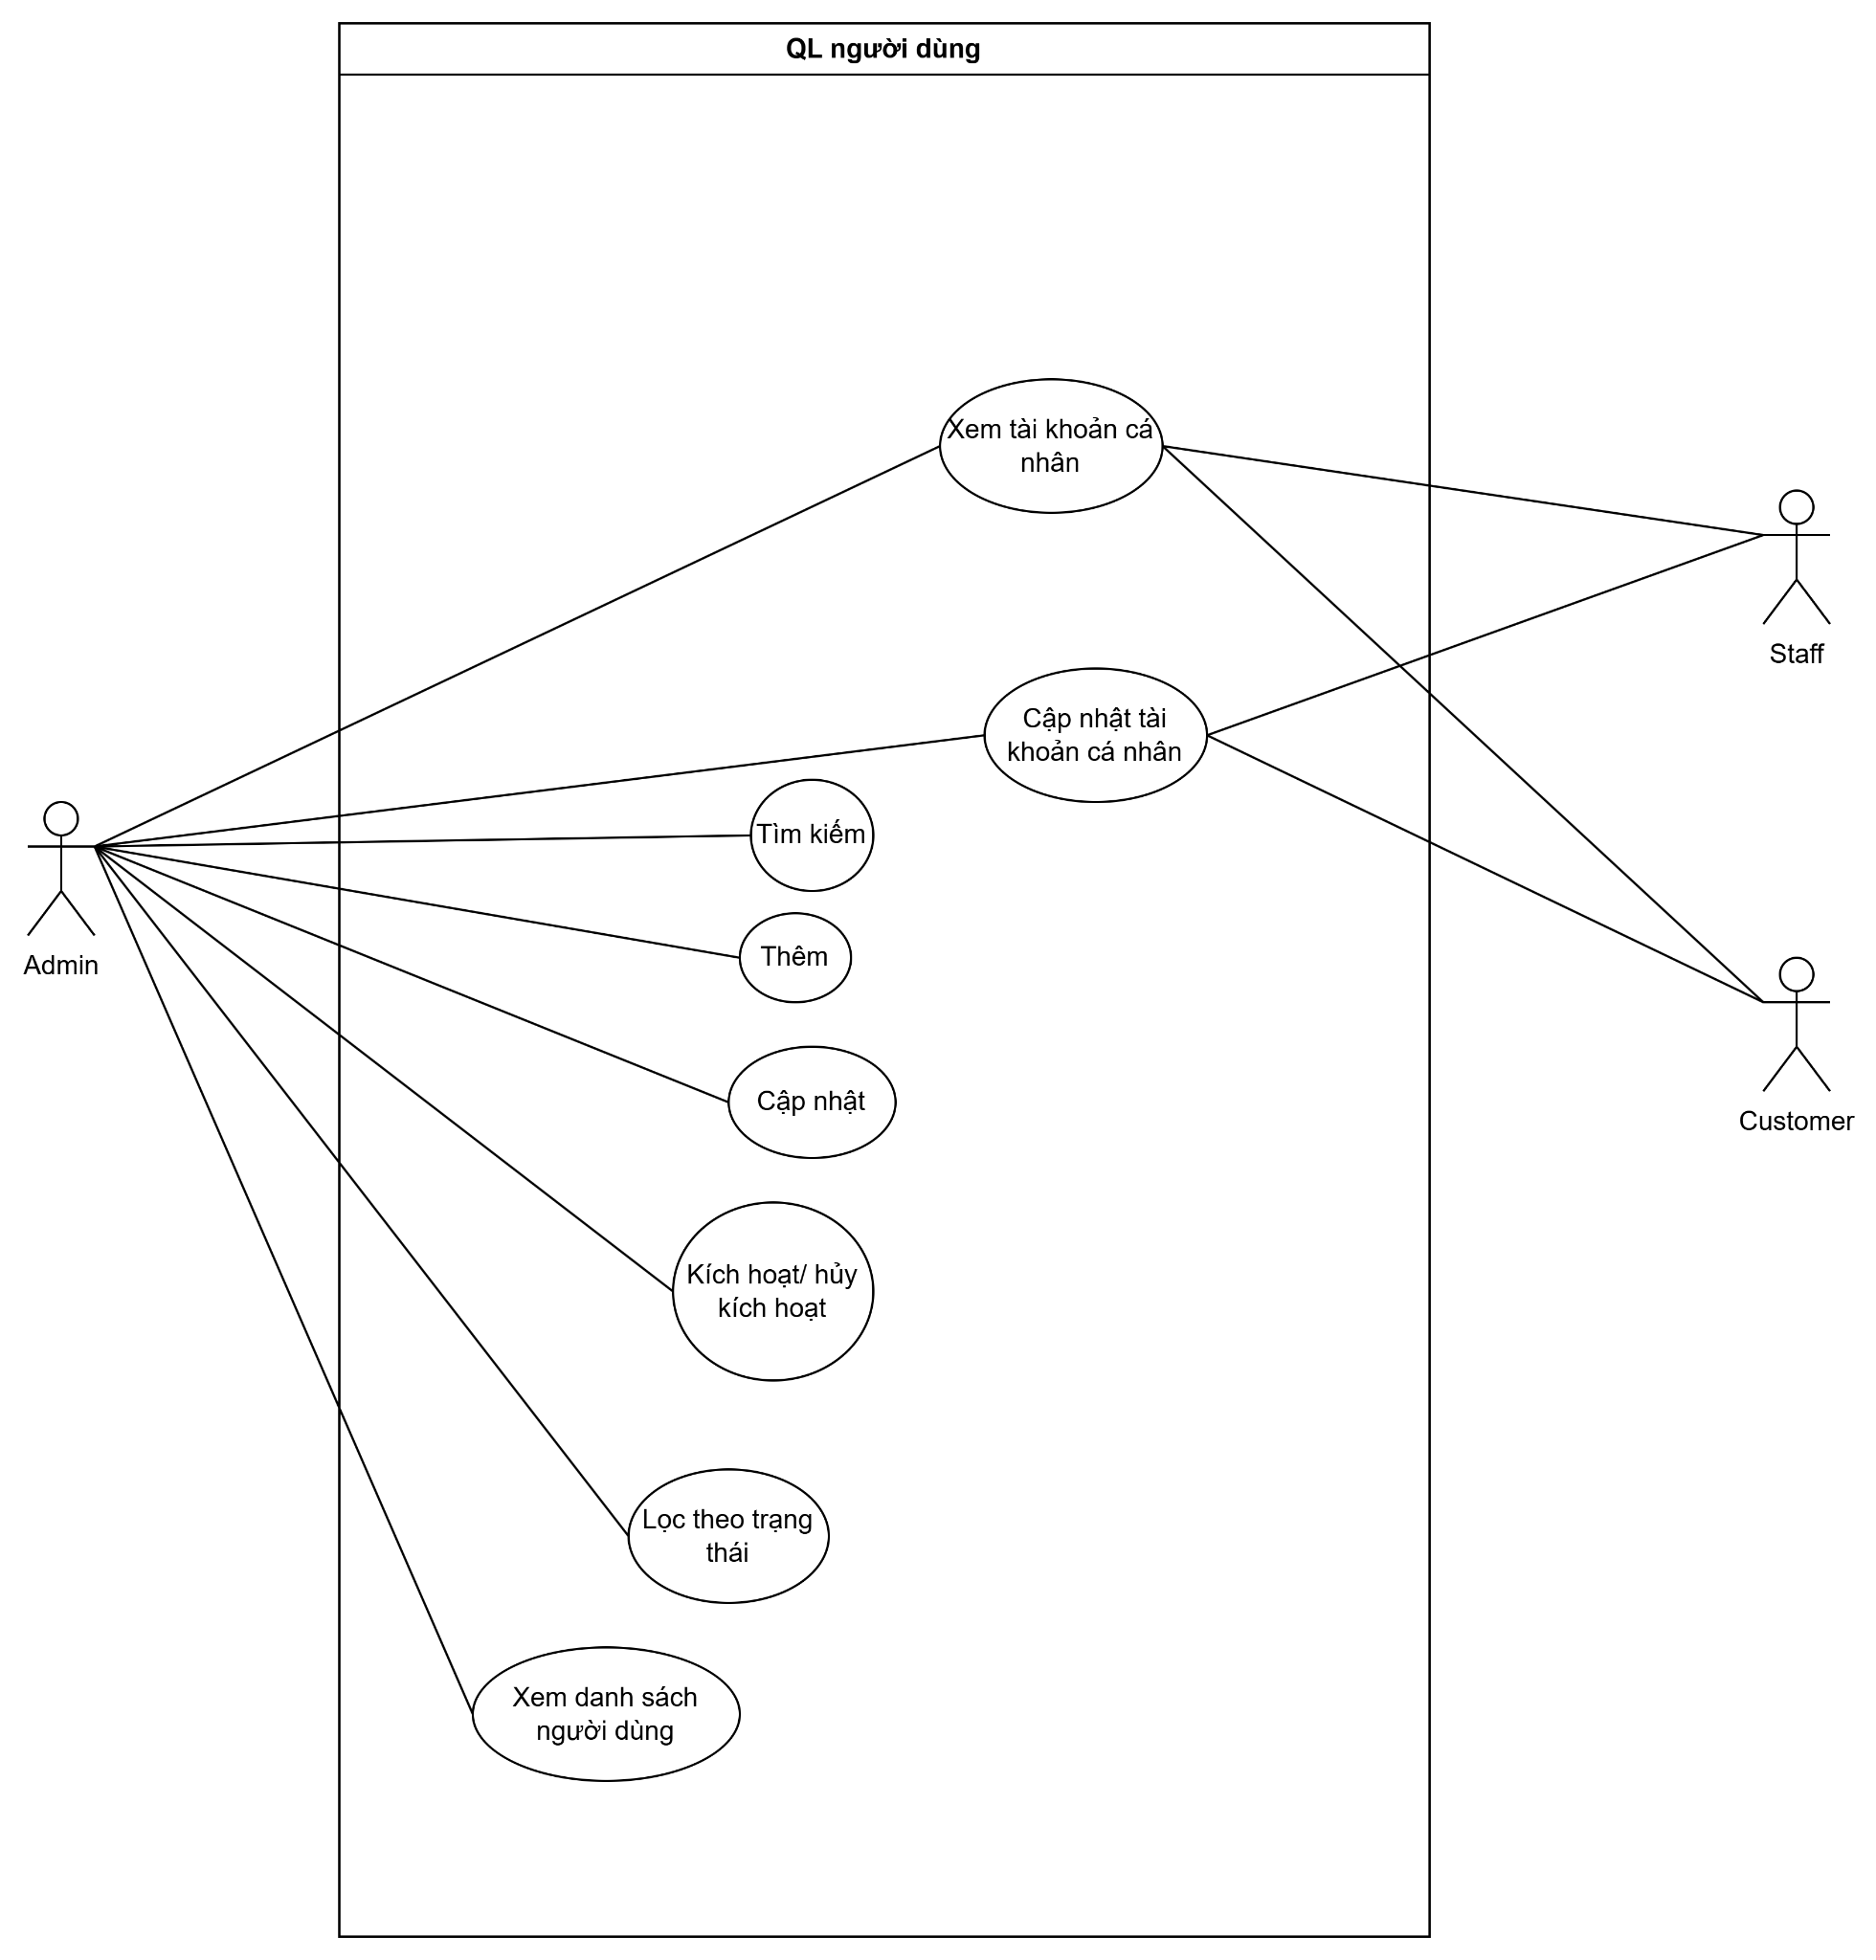 QL người dùng
Xem tài khoản cá
nhân
Staff
Cập nhật tài
khoản cá nhân
Tìm kiếm
Thêm
Admin
Cập nhật
Customer
Kích hoạt/ hủy
kích hoạt
Lọc theo trạng
thái
Xem danh sách
người dùng